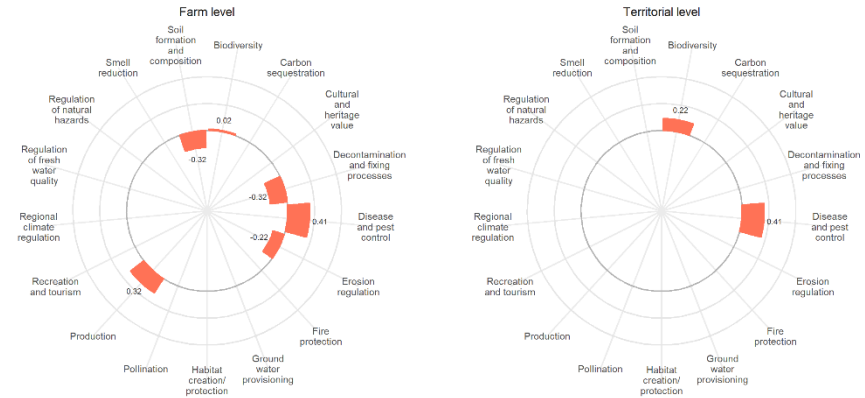 Farm level
Soil
formation
and
composition
Biodiversity
Smell
reduction
Carbon
sequestration
Regulation
of natural
hazards
Cultural
and
heritage
value
0.02
-0.32
Regulation
of fresh
water
quality
Decontamination
and fixing
processes
-0.32
Regional
climate
regulation
0.41
Disease
and pest
control
-0.22
Recreation
and tourism
0.32
Erosion
regulation
Production
Fire
protection
Pollination
Habitat
creation/
protection
Ground
water
provisioning
Territorial level
Soil
formation
and
composition
Biodiversity
Smell
reduction
Carbon
sequestration
Regulation
of natural
hazards
Cultural
and
heritage
value
0.22
Regulation
of fresh
water
quality
Decontamination
and fixing
processes
Regional
climate
regulation
0.41
Disease
and pest
control
Recreation
and tourism
Erosion
regulation
Production
Fire
protection
Pollination
Habitat
creation/
protection
Ground
water
provisioning